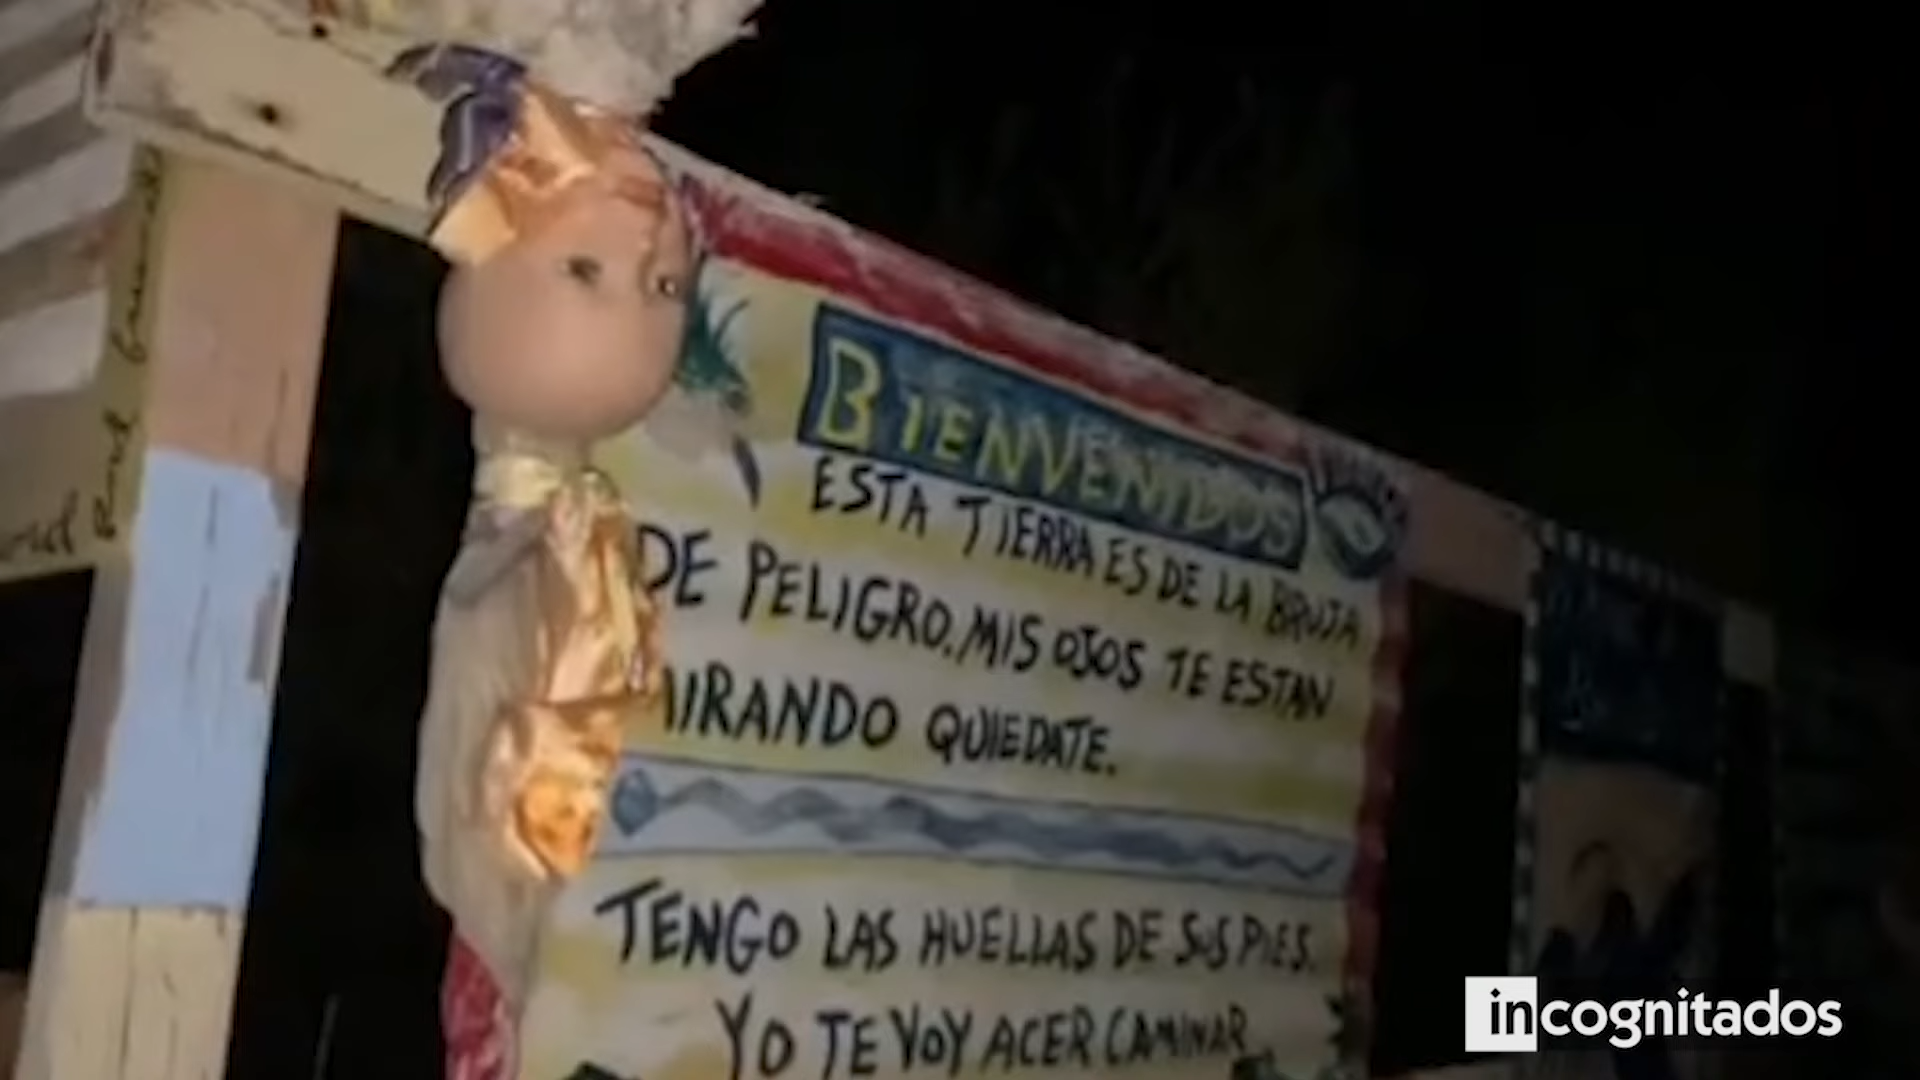 BIENVENIDOS
ESTA TIERRA ES DE LA BRUJA
DE PELIGRO. MIS OJOS TE ESTAN
MIRANDO QUIEDATE.
TENGO LAS HUELLAS DE SUS PIES.
YO TE VOY ACER CAMINAR
incognitados